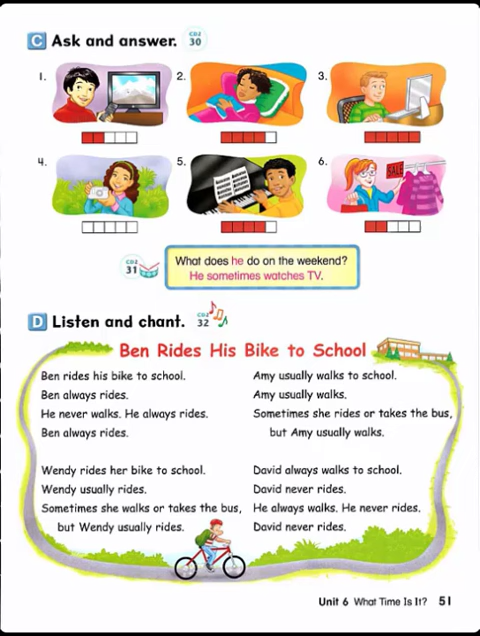 C Ask and answer. CD2 30
1.
2.
3.
4.
5.
6.
SALE
CD2 31
What does he do on the weekend?
He sometimes watches TV.
D Listen and chant. CD2 32
Ben Rides His Bike to School
Ben rides his bike to school.
Ben always rides.
He never walks. He always rides.
Ben always rides.
Amy usually walks to school.
Amy usually walks.
Sometimes she rides or takes the bus,
but Amy usually walks.
Wendy rides her bike to school.
Wendy usually rides.
Sometimes she walks or takes the bus,
but Wendy usually rides.
David always walks to school.
David never rides.
He always walks. He never rides.
David never rides.
Unit 6 What Time Is It? 51